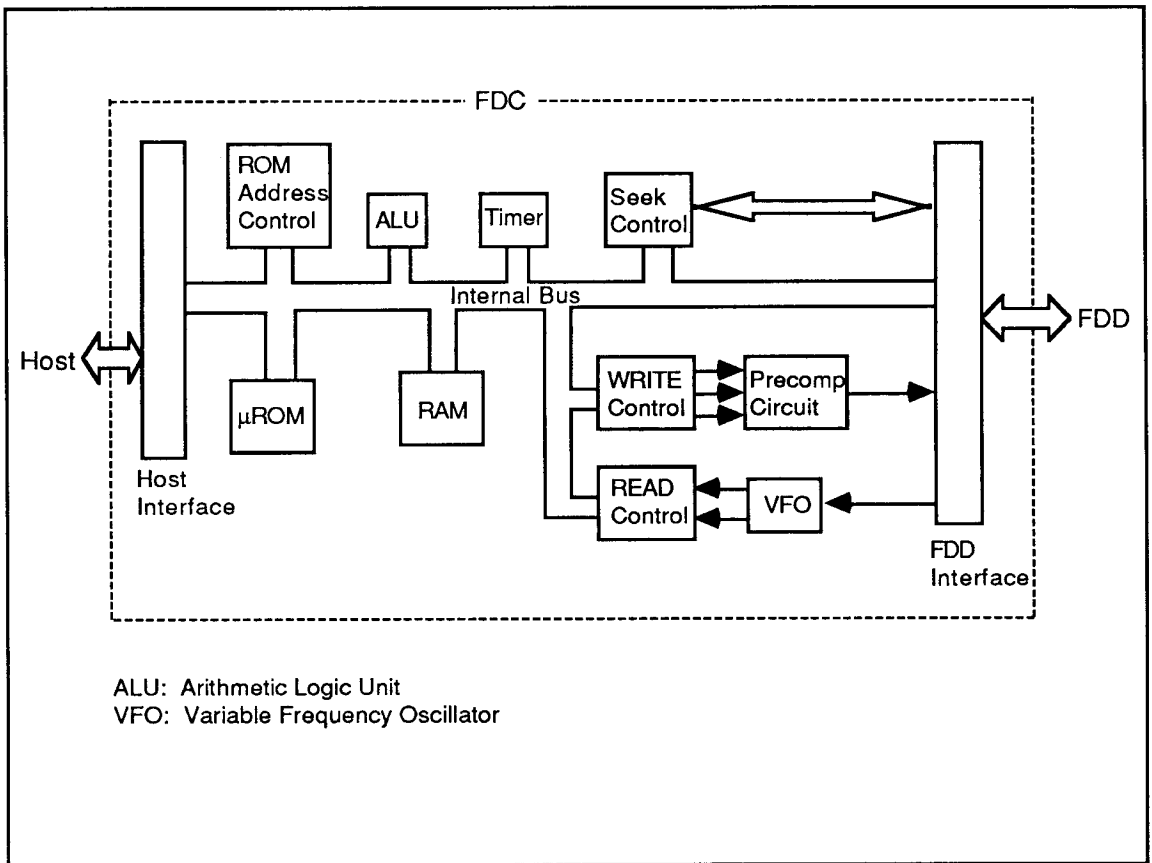 FDC
ROM
Address
Control
ALU
Timer
Seek
Control
Internal Bus
Host
FDD
μROM
RAM
WRITE
Control
Precomp
Circuit
READ
Control
VFO
Host
Interface
FDD
Interface
ALU: Arithmetic Logic Unit
VFO: Variable Frequency Oscillator